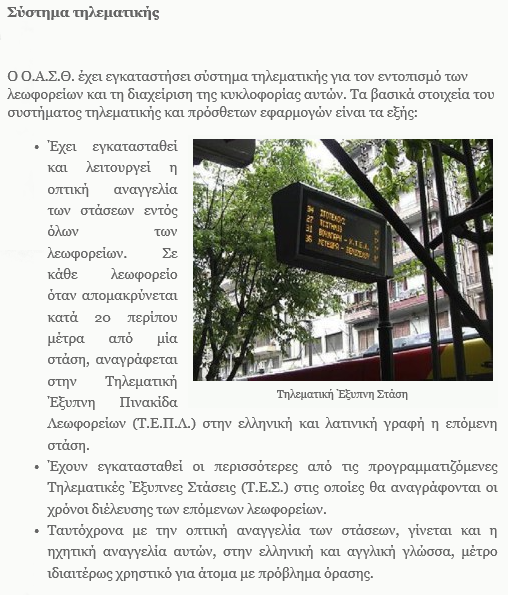 Σύστημα τηλεματικής
Ο Ο.Α.Σ.Θ. έχει εγκαταστήσει σύστημα τηλεματικής για τον εντοπισμό των
λεωφορείων και τη διαχείριση της κυκλοφορίας αυτών. Τα βασικά στοιχεία του
συστήματος τηλεματικής και πρόσθετων εφαρμογών είναι τα εξής:
• Έχει εγκατασταθεί
και λειτουργεί η
οπτική αναγγελία
των στάσεων εντός
όλων των
λεωφορείων. Σε
κάθε λεωφορείο
όταν απομακρύνεται
κατά 20 περίπου
μέτρα από μία
στάση, αναγράφεται
στην Τηλεματική
Έξυπνη Πινακίδα
Λεωφορείων (Τ.Ε.Π.Λ.) στην ελληνική και λατινική γραφή η επόμενη
στάση.
34
27
31
36
Τηλεματική Έξυπνη Στάση
• Έχουν εγκατασταθεί οι περισσότερες από τις προγραμματιζόμενες
Τηλεματικές Έξυπνες Στάσεις (Τ.Ε.Σ.) στις οποίες θα αναγράφονται οι
χρόνοι διέλευσης των επόμενων λεωφορείων.
• Ταυτόχρονα με την οπτική αναγγελία των στάσεων, γίνεται και η
ηχητική αναγγελία αυτών, στην ελληνική και αγγλική γλώσσα, μέτρο
ιδιαιτέρως χρηστικό για άτομα με πρόβλημα όρασης.